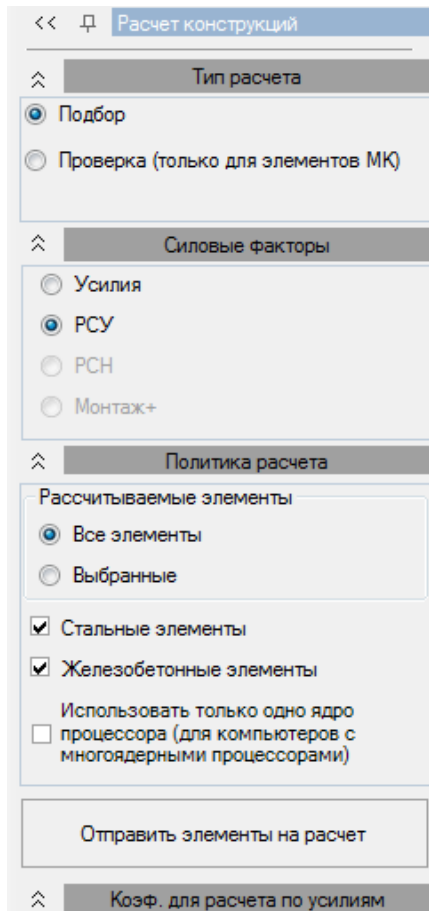 Расчет конструкций
Тип расчета
Подбор
Проверка (только для элементов МК)
Силовые факторы
Усилия
РСУ
РСН
Монтаж+
Политика расчета
Рассчитываемые элементы
Все элементы
Выбранные
Стальные элементы
Железобетонные элементы
Использовать только одно ядро
процессора (для компьютеров с
многоядерными процессорами)
Отправить элементы на расчет
Коэф. для расчета по усилиям